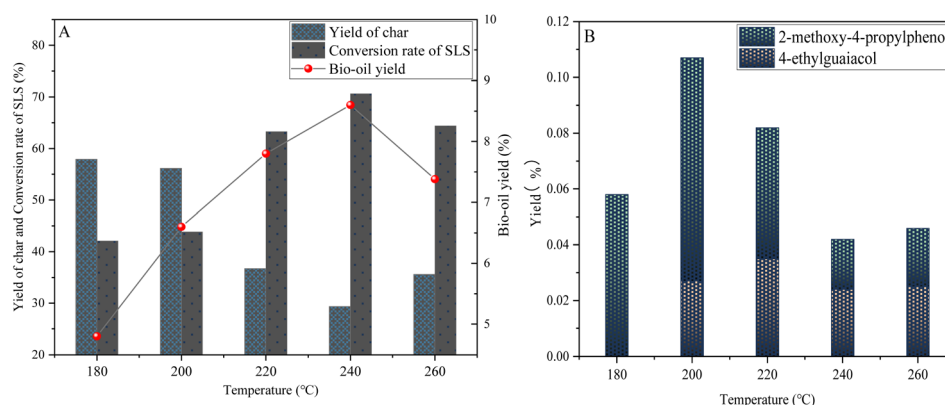 A
Yield of char
Conversion rate of SLS
Bio-oil yield
Yield of char and Conversion rate of SLS (%)
85
80
70
60
50
40
30
20
180
200
220
240
260
Temperature (℃)
10
9
8
7
6
5
Bio-oil yield (%)
B
2-methoxy-4-propylpheno
4-ethylguaiacol
Yield (%)
0.12
0.10
0.08
0.06
0.04
0.02
0.00
180
200
220
240
260
Temperature (℃)